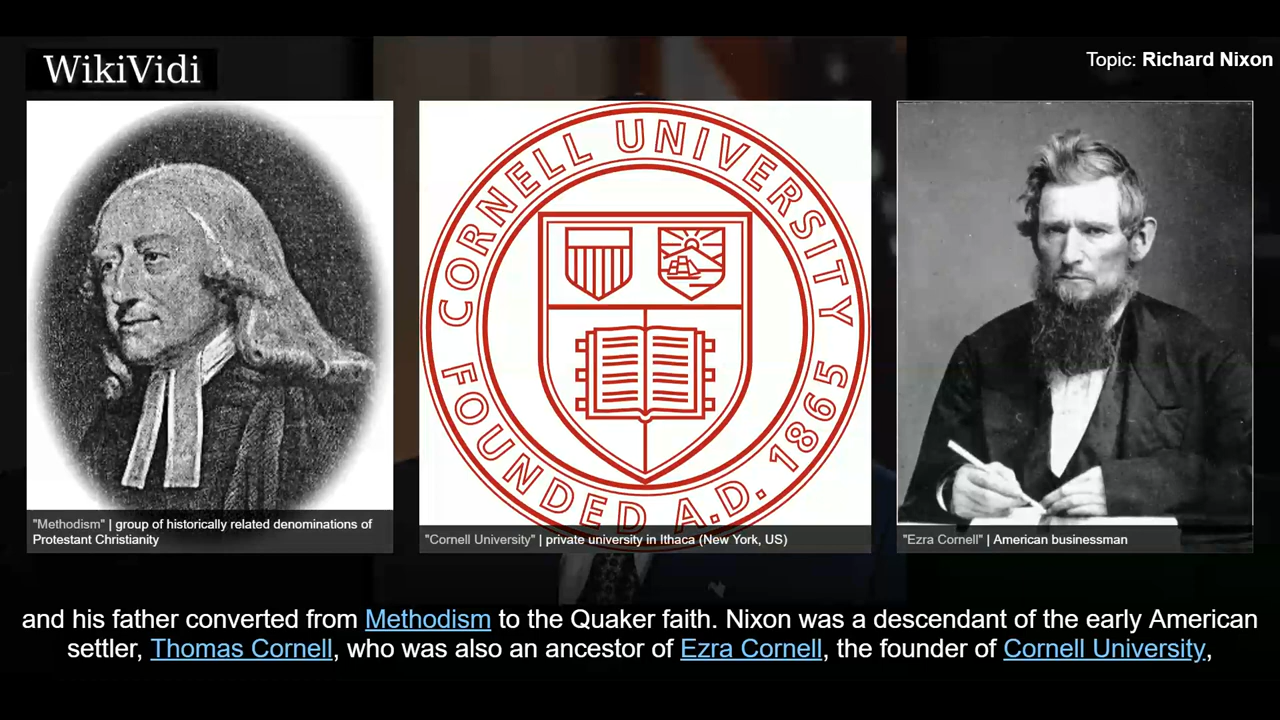 WikiVidi
Topic: Richard Nixon
CORNELL UNIVERSITY
FOUNDED A.D. 1865
"Methodism" | group of historically related denominations of
Protestant Christianity
"Cornell University" | private university in Ithaca (New York, US)
"Ezra Cornell" | American businessman
and his father converted from Methodism to the Quaker faith. Nixon was a descendant of the early American
settler, Thomas Cornell, who was also an ancestor of Ezra Cornell, the founder of Cornell University,